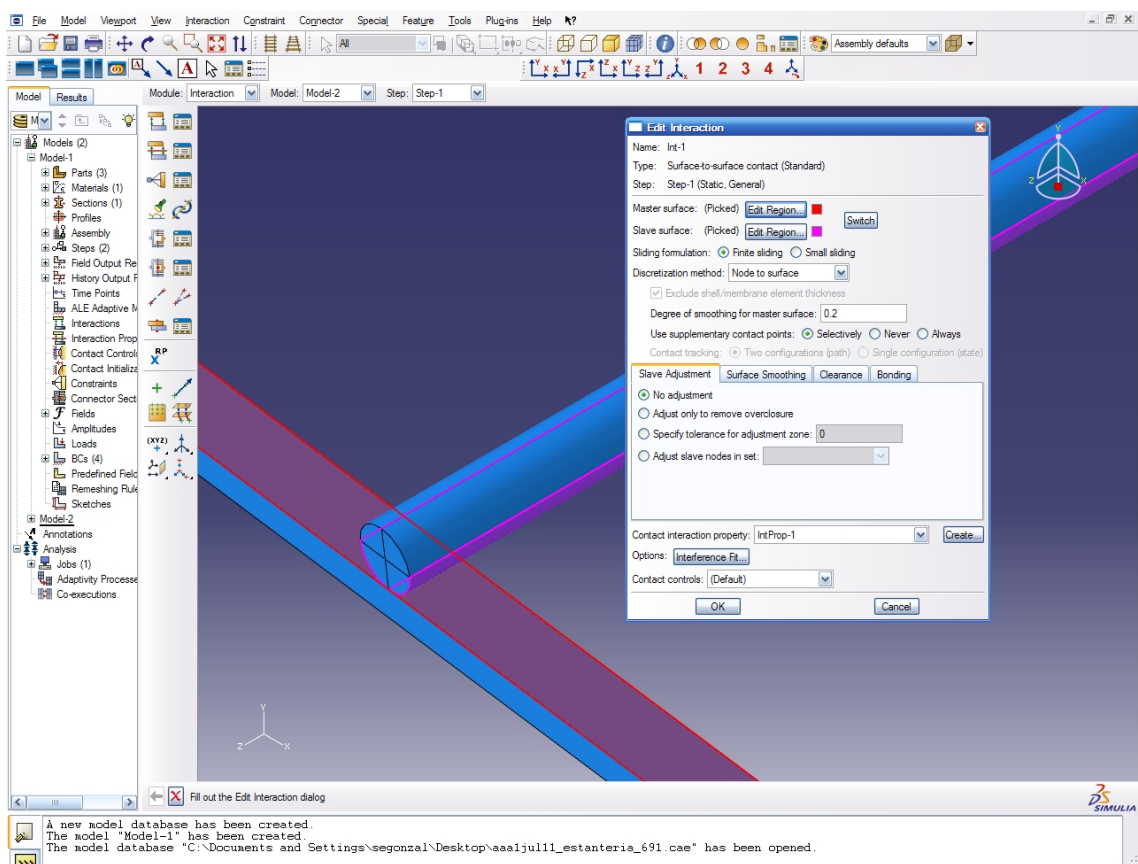 File Model Viewport View Interaction Constraint Connector Special Feature Tools Plug-ins Help
All Assembly defaults
A A 1 2 3 4
Model Results Module: Interaction Model: Model-2 Step: Step-1
Models (2)
Model-1
Parts (3)
Materials (1)
Sections (1)
Profiles
Assembly
Steps (2)
Field Output Re
History Output F
Time Points
ALE Adaptive M
Interactions
Interaction Prop
Contact Control
Contact Initializa
Constraints
Connector Secti
Fields
Amplitudes
Loads
BCs (4)
Predefined Field
Remeshing Rule
Sketches
Model-2
Annotations
Analysis
Jobs (1)
Adaptivity Processe
Co-executions
RP
(XYZ)
Edit Interaction
Name: Int-1
Type: Surface-to-surface contact (Standard)
Step: Step-1 (Static, General)
Master surface: (Picked) Edit Region...
Switch
Slave surface: (Picked) Edit Region...
Sliding formulation: Finite sliding Small sliding
Discretization method: Node to surface
Exclude shell/membrane element thickness
Degree of smoothing for master surface: 0.2
Use supplementary contact points: Selectively Never Always
Contact tracking: Two configurations (path) Single configuration (state)
Slave Adjustment Surface Smoothing Clearance Bonding
No adjustment
Adjust only to remove overclosure
Specify tolerance for adjustment zone: 0
Adjust slave nodes in set:
Contact interaction property: IntProp-1 Create...
Options: Interference Fit...
Contact controls: (Default)
OK Cancel
Y
Z X
Y
Z X
Fill out the Edit Interaction dialog
SIMULIA
A new model database has been created.
The model "Model-1" has been created.
The model database "C:\Documents and Settings\segonzal\Desktop\aaa1jul11_estanteria_691.cae" has been opened.